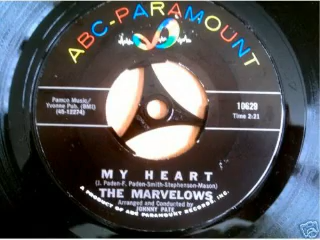 ABC-PARAMOUNT
Pamco Music/
Yvonne Pub. (BMI)
(45-12274)
10629
Time 2:21
MY HEART
(J. Paden-F. Paden-Smith-Stephenson-Mason)
THE MARVELOWS
Arranged and Conducted by
JOHNNY PATE
A PRODUCT OF ABC PARAMOUNT RECORDS, INC.